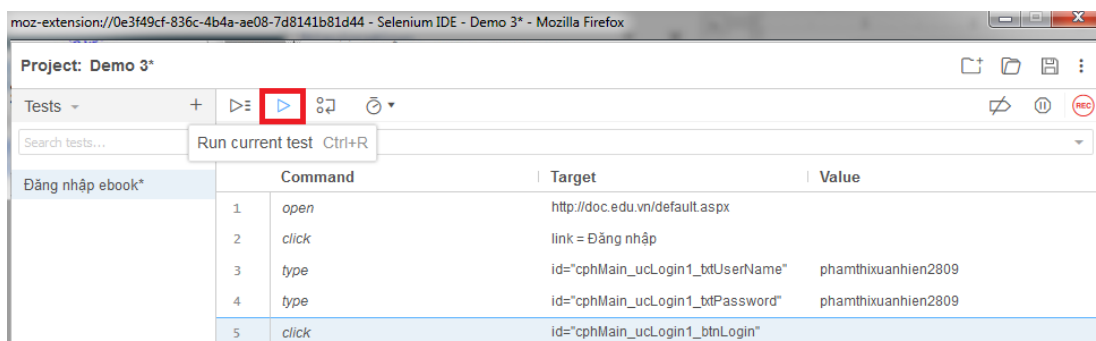 moz-extension://0e3f49cf-836c-4b4a-ae08-7d8141b81d44 - Selenium IDE - Demo 3* - Mozilla Firefox
Project: Demo 3*
Tests
REC
Search tests...
Run current test Ctrl+R
Đăng nhập ebook*
Command Target Value
1 open http://doc.edu.vn/default.aspx
2 click link = Đăng nhập
3 type id="cphMain_ucLogin1_txtUserName" phamthixuanhien2809
4 type id="cphMain_ucLogin1_txtPassword" phamthixuanhien2809
5 click id="cphMain_ucLogin1_btnLogin"